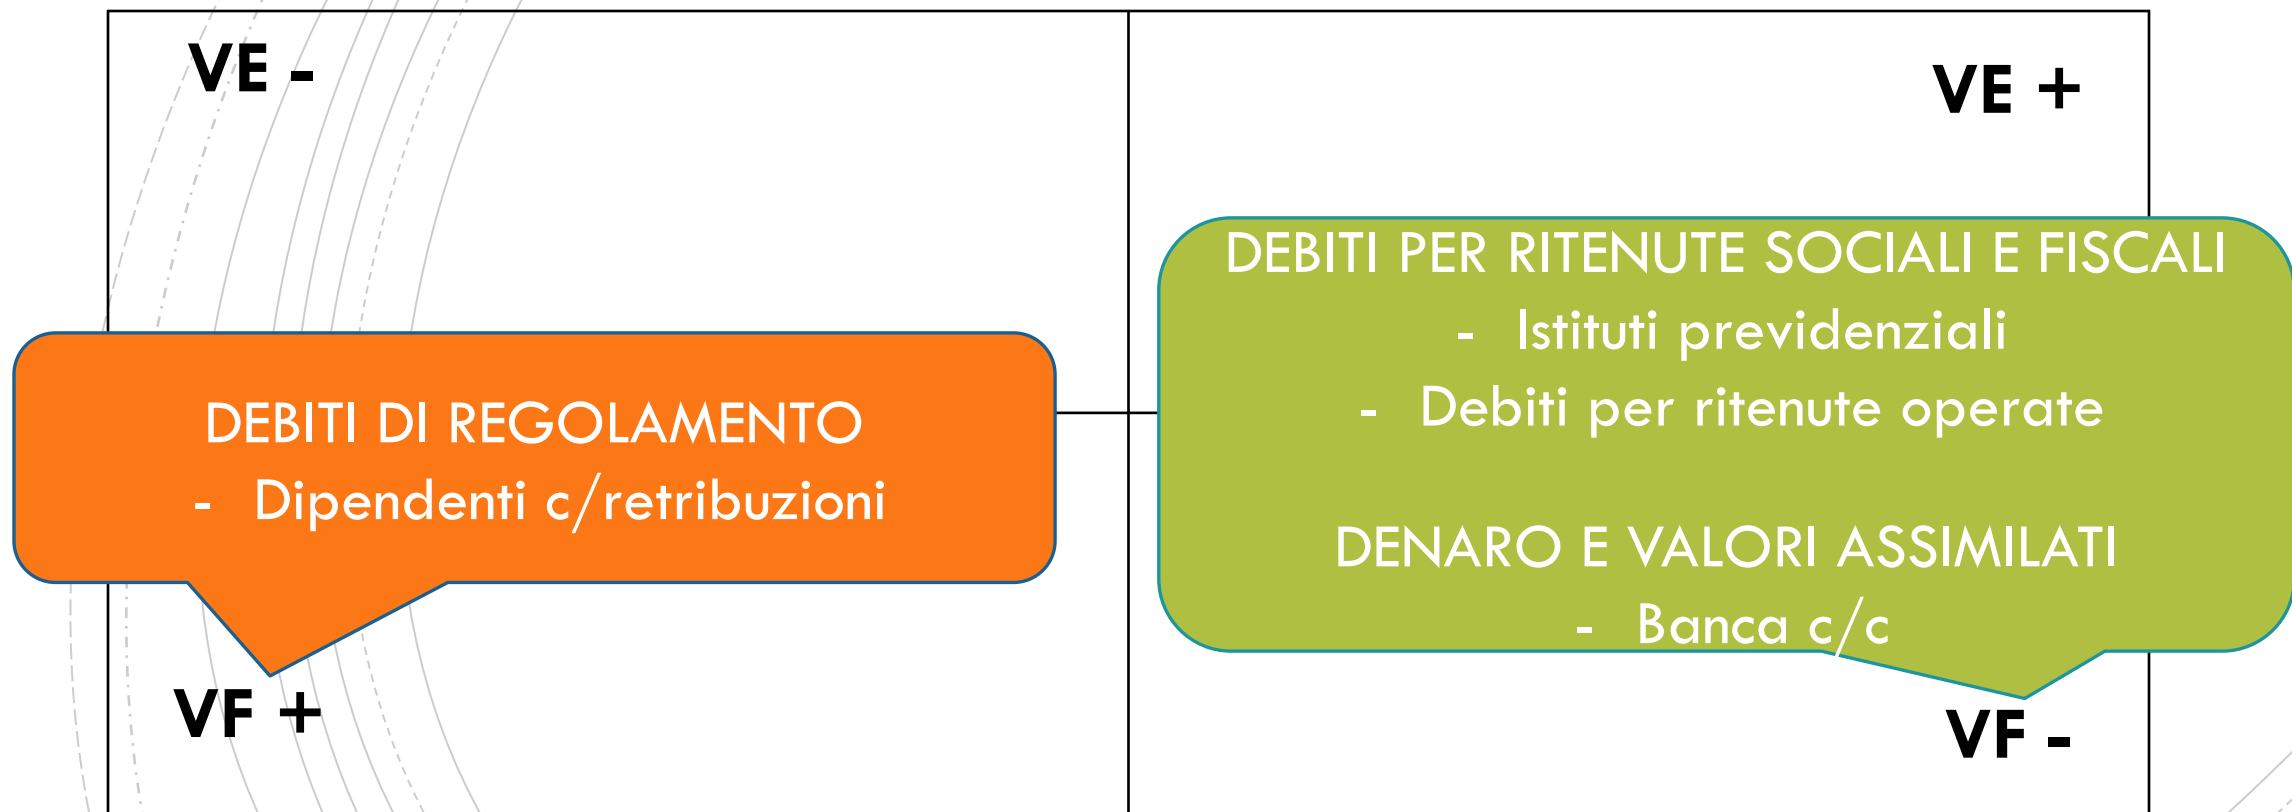 VE -
VE +
DEBITI DI REGOLAMENTO
- Dipendenti c/retribuzioni
DEBITI PER RITENUTE SOCIALI E FISCALI
- Istituti previdenziali
- Debiti per ritenute operate
DENARO E VALORI ASSIMILATI
- Banca c/c
VF +
VF -